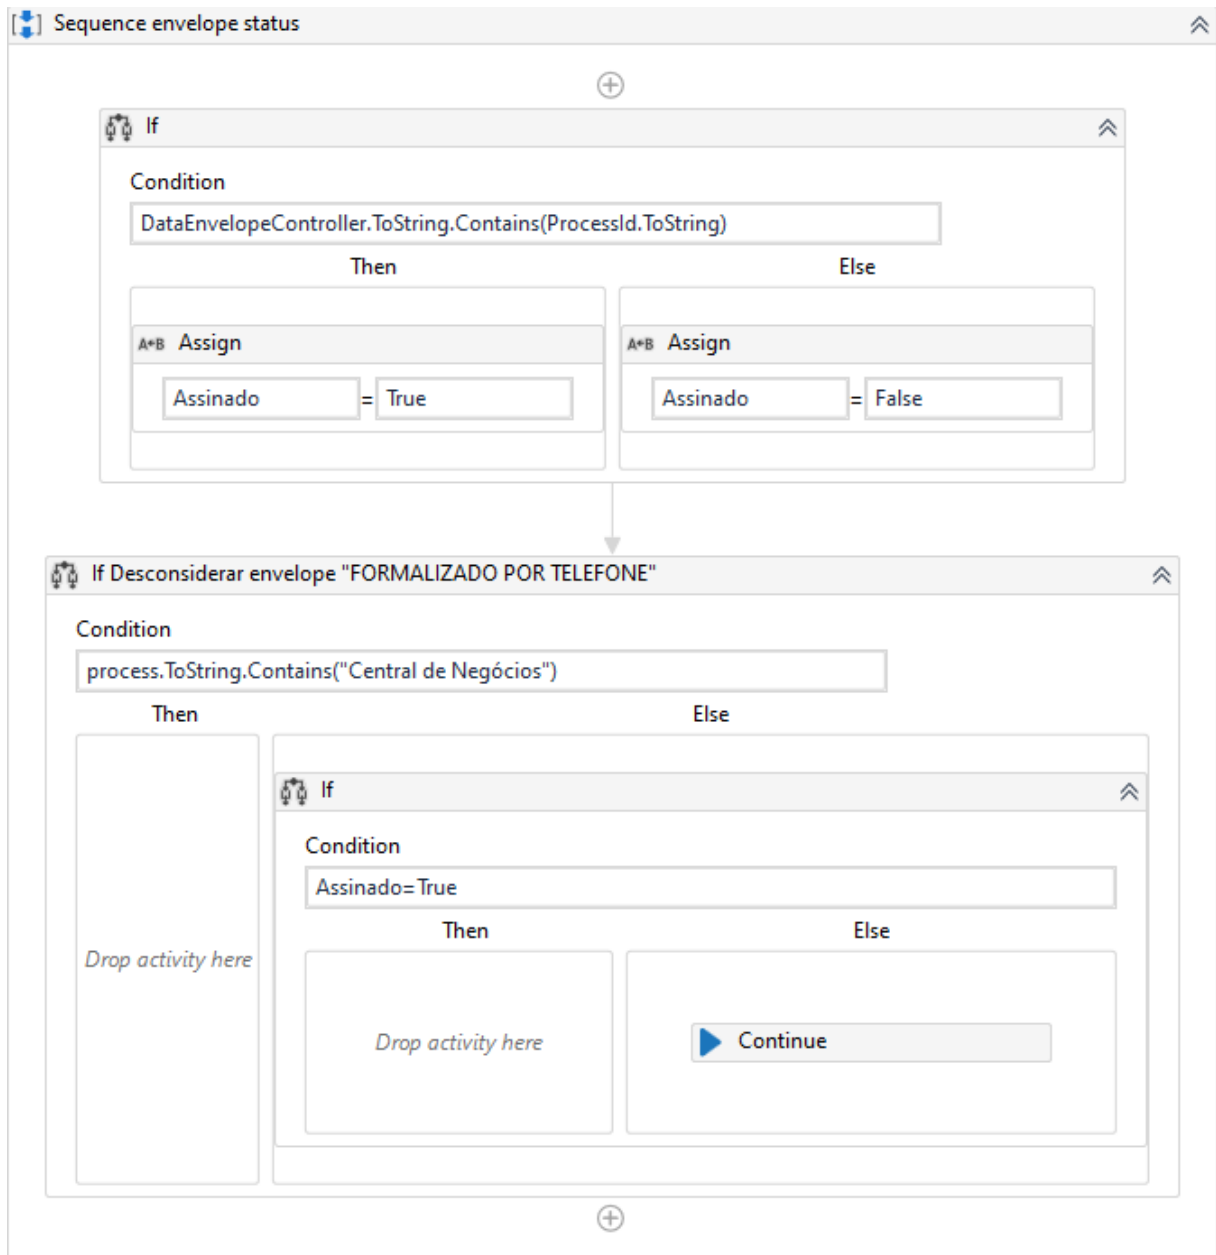 Sequence envelope status
If
Condition
DataEnvelopeController.ToString.Contains(ProcessId.ToString)
Then
Else
A*B Assign
Assinado = True
A*B Assign
Assinado = False
If Desconsiderar envelope "FORMALIZADO POR TELEFONE"
Condition
process.ToString.Contains("Central de Negócios")
Then
Else
Drop activity here
If
Condition
Assinado=True
Then
Else
Drop activity here
Continue